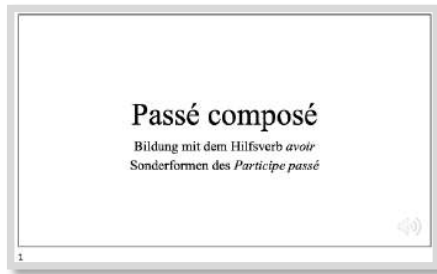 Passé composé
Bildung mit dem Hilfsverb avoir
Sonderformen des Participe passé
1